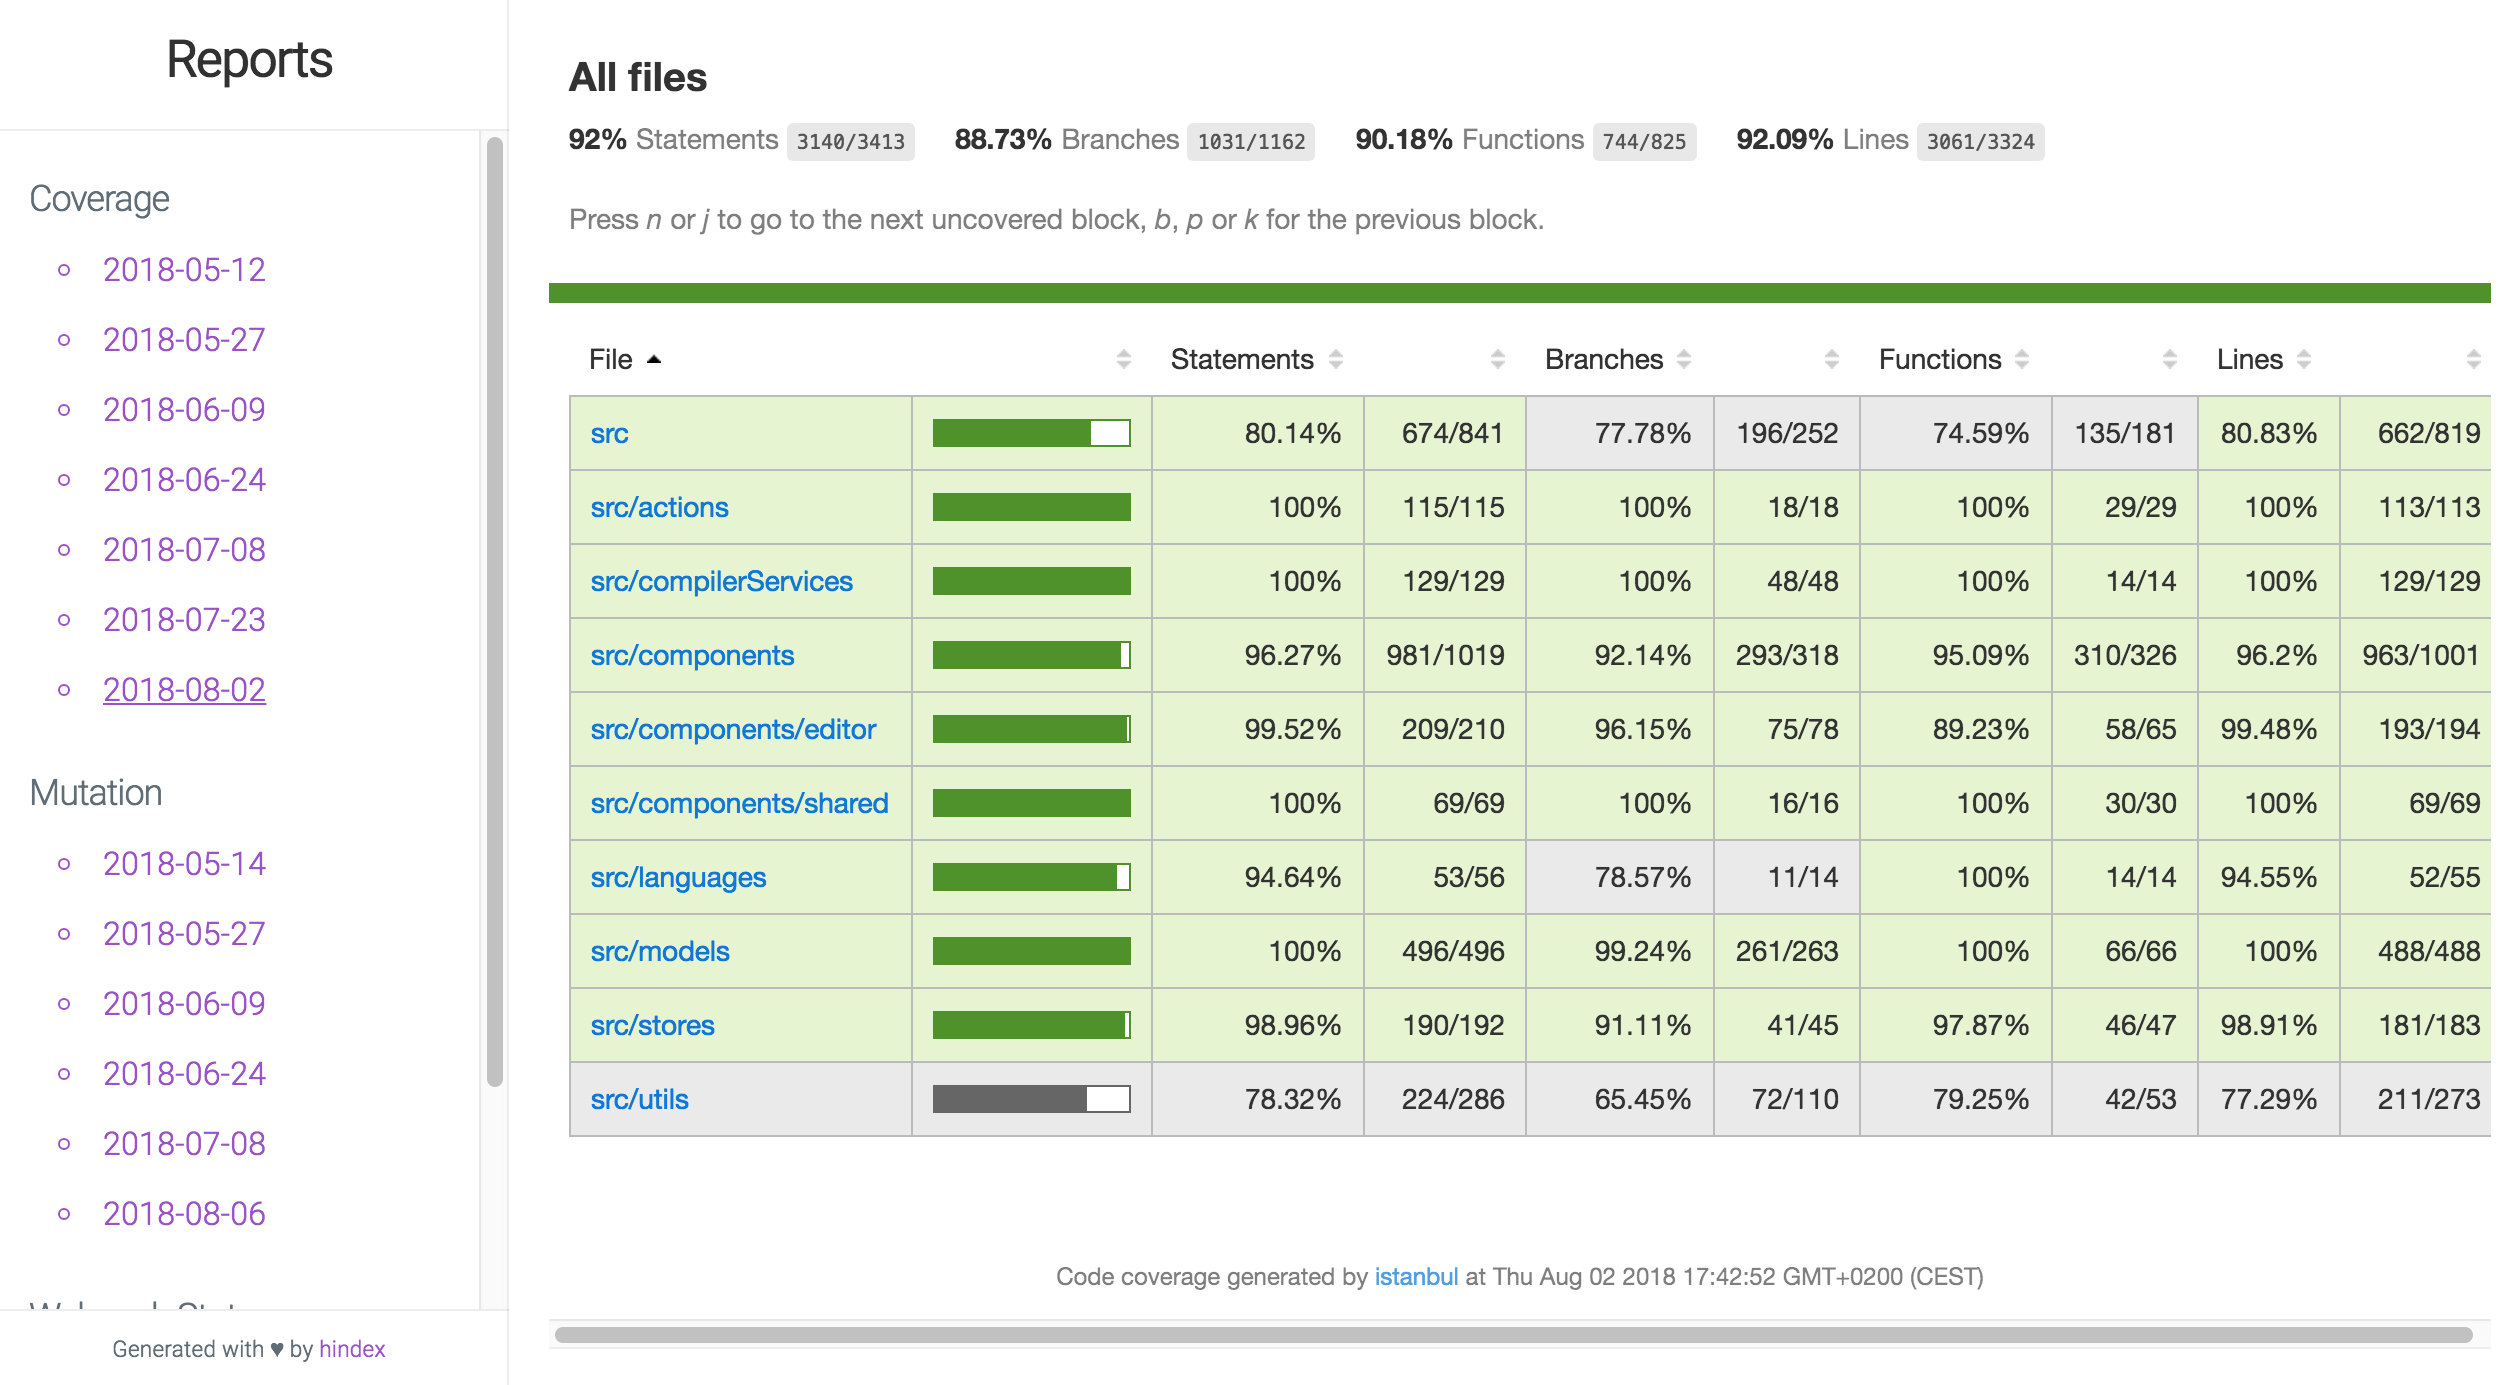 Reports
Coverage
2018-05-12
2018-05-27
2018-06-09
2018-06-24
2018-07-08
2018-07-23
2018-08-02
Mutation
2018-05-14
2018-05-27
2018-06-09
2018-06-24
2018-07-08
2018-08-06
Generated with ♥ by hindex
All files
92% Statements 3140/3413 88.73% Branches 1031/1162 90.18% Functions 744/825 92.09% Lines 3061/3324
Press n or j to go to the next uncovered block, b, p or k for the previous block.
File Statements Branches Functions Lines
src 80.14% 674/841 77.78% 196/252 74.59% 135/181 80.83% 662/819
src/actions 100% 115/115 100% 18/18 100% 29/29 100% 113/113
src/compilerServices 100% 129/129 100% 48/48 100% 14/14 100% 129/129
src/components 96.27% 981/1019 92.14% 293/318 95.09% 310/326 96.2% 963/1001
src/components/editor 99.52% 209/210 96.15% 75/78 89.23% 58/65 99.48% 193/194
src/components/shared 100% 69/69 100% 16/16 100% 30/30 100% 69/69
src/languages 94.64% 53/56 78.57% 11/14 100% 14/14 94.55% 52/55
src/models 100% 496/496 99.24% 261/263 100% 66/66 100% 488/488
src/stores 98.96% 190/192 91.11% 41/45 97.87% 46/47 98.91% 181/183
src/utils 78.32% 224/286 65.45% 72/110 79.25% 42/53 77.29% 211/273
Code coverage generated by istanbul at Thu Aug 02 2018 17:42:52 GMT+0200 (CEST)